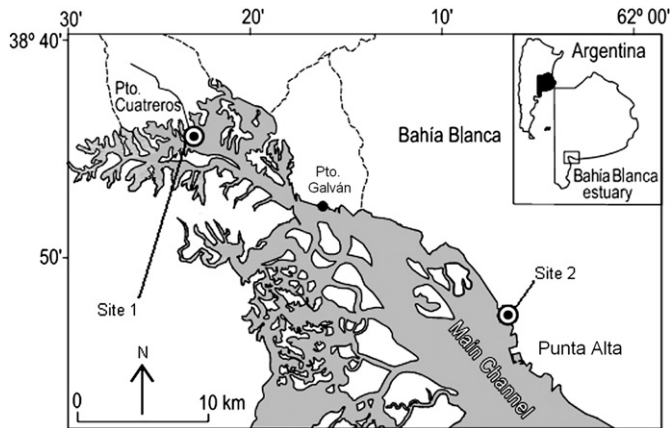 30'
20'
10'
62º 00'
38º 40'
50'
Argentina
Bahía Blanca
estuary
Pto.
Cuatreros
Bahía Blanca
Pto.
Galván
Site 1
Site 2
Main Channel
Punta Alta
N
0
10 km